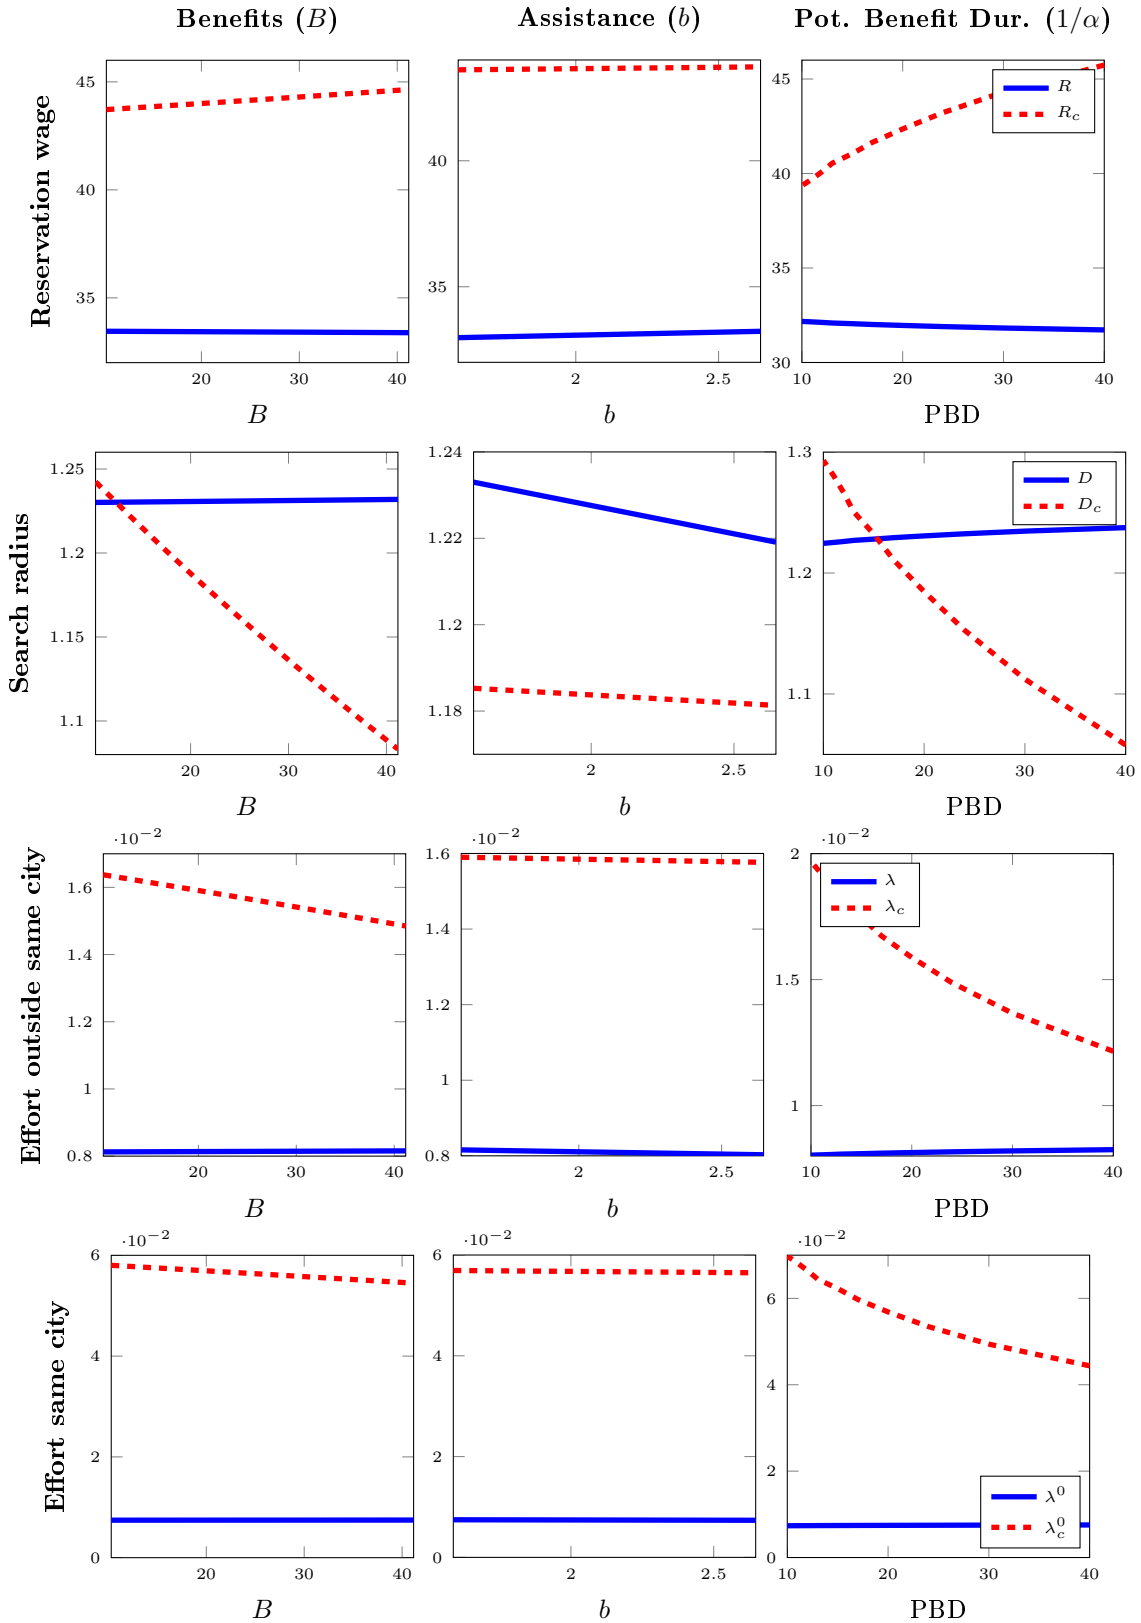 Benefits (B) Assistance (b) Pot. Benefit Dur. (1/α)
Reservation wage
45
40
35
20 30 40
B
40
35
2 2.5
b
45
40
35
30
10 20 30 40
PBD
R
R_c
Search radius
1.25
1.2
1.15
1.1
20 30 40
B
1.24
1.22
1.2
1.18
2 2.5
b
1.3
1.2
1.1
10 20 30 40
PBD
D
D_c
Effort outside same city
·10^−2
1.6
1.4
1.2
1
0.8
20 30 40
B
·10^−2
1.6
1.4
1.2
1
0.8
2 2.5
b
·10^−2
2
1.5
1
10 20 30 40
PBD
λ
λ_c
Effort same city
·10^−2
6
4
2
0
20 30 40
B
·10^−2
6
4
2
0
2 2.5
b
·10^−2
6
4
2
0
10 20 30 40
PBD
λ^0
λ_c^0